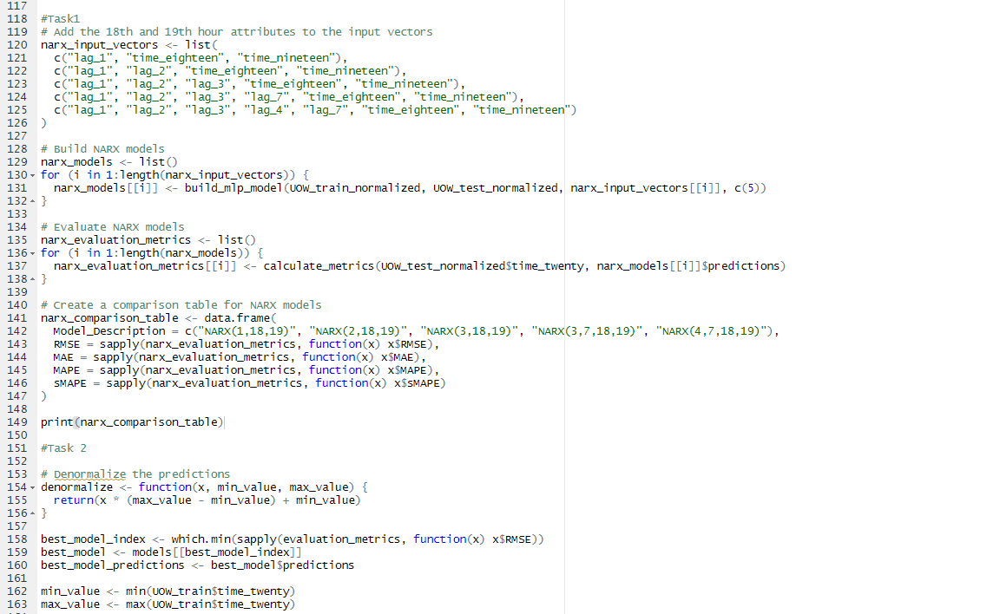 117
118 #Task1
119 # Add the 18th and 19th hour attributes to the input vectors
120 narx_input_vectors <- list(
121   c("lag_1", "time_eighteen", "time_nineteen"),
122   c("lag_1", "lag_2", "time_eighteen", "time_nineteen"),
123   c("lag_1", "lag_2", "lag_3", "time_eighteen", "time_nineteen"),
124   c("lag_1", "lag_2", "lag_3", "lag_7", "time_eighteen", "time_nineteen"),
125   c("lag_1", "lag_2", "lag_3", "lag_4", "lag_7", "time_eighteen", "time_nineteen")
126 )
127
128 # Build NARX models
129 narx_models <- list()
130 for (i in 1:length(narx_input_vectors)) {
131   narx_models[[i]] <- build_mlp_model(UOW_train_normalized, UOW_test_normalized, narx_input_vectors[[i]], c(5))
132 }
133
134 # Evaluate NARX models
135 narx_evaluation_metrics <- list()
136 for (i in 1:length(narx_models)) {
137   narx_evaluation_metrics[[i]] <- calculate_metrics(UOW_test_normalized$time_twenty, narx_models[[i]]$predictions)
138 }
139
140 # Create a comparison table for NARX models
141 narx_comparison_table <- data.frame(
142   Model_Description = c("NARX(1,18,19)", "NARX(2,18,19)", "NARX(3,18,19)", "NARX(3,7,18,19)", "NARX(4,7,18,19)"),
143   RMSE = sapply(narx_evaluation_metrics, function(x) x$RMSE),
144   MAE = sapply(narx_evaluation_metrics, function(x) x$MAE),
145   MAPE = sapply(narx_evaluation_metrics, function(x) x$MAPE),
146   sMAPE = sapply(narx_evaluation_metrics, function(x) x$sMAPE)
147 )
148
149 print(narx_comparison_table)
150
151 #Task 2
152
153 # Denormalize the predictions
154 denormalize <- function(x, min_value, max_value) {
155   return(x * (max_value - min_value) + min_value)
156 }
157
158 best_model_index <- which.min(sapply(evaluation_metrics, function(x) x$RMSE))
159 best_model <- models[[best_model_index]]
160 best_model_predictions <- best_model$predictions
161
162 min_value <- min(UOW_train$time_twenty)
163 max_value <- max(UOW_train$time_twenty)